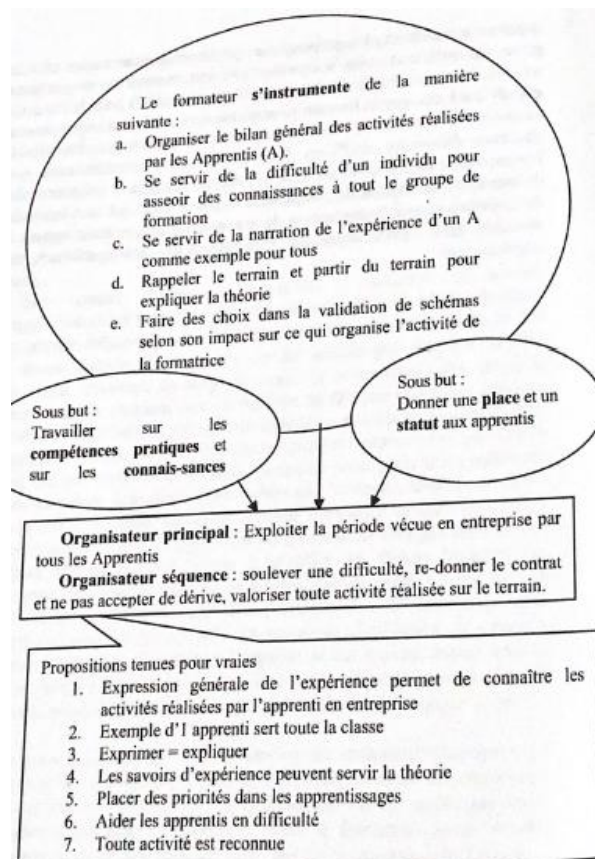 Le formateur s'instrumente de la manière
suivante :
a. Organiser le bilan général des activités réalisées
par les Apprentis (A).
b. Se servir de la difficulté d'un individu pour
asseoir des connaissances à tout le groupe de
formation
c. Se servir de la narration de l'expérience d'un A
comme exemple pour tous
d. Rappeler le terrain et partir du terrain pour
expliquer la théorie
e. Faire des choix dans la validation de schémas
selon son impact sur ce qui organise l'activité de
la formatrice
Sous but :
Travailler sur les
compétences pratiques et
sur les connais-sances
Sous but :
Donner une place et un
statut aux apprentis
Organisateur principal : Exploiter la période vécue en entreprise par
tous les Apprentis
Organisateur séquence : soulever une difficulté, re-donner le contrat
et ne pas accepter de dérive, valoriser toute activité réalisée sur le terrain.
Propositions tenues pour vraies
1. Expression générale de l'expérience permet de connaître les
activités réalisées par l'apprenti en entreprise
2. Exemple d'1 apprenti sert toute la classe
3. Exprimer = expliquer
4. Les savoirs d'expérience peuvent servir la théorie
5. Placer des priorités dans les apprentissages
6. Aider les apprentis en difficulté
7. Toute activité est reconnue